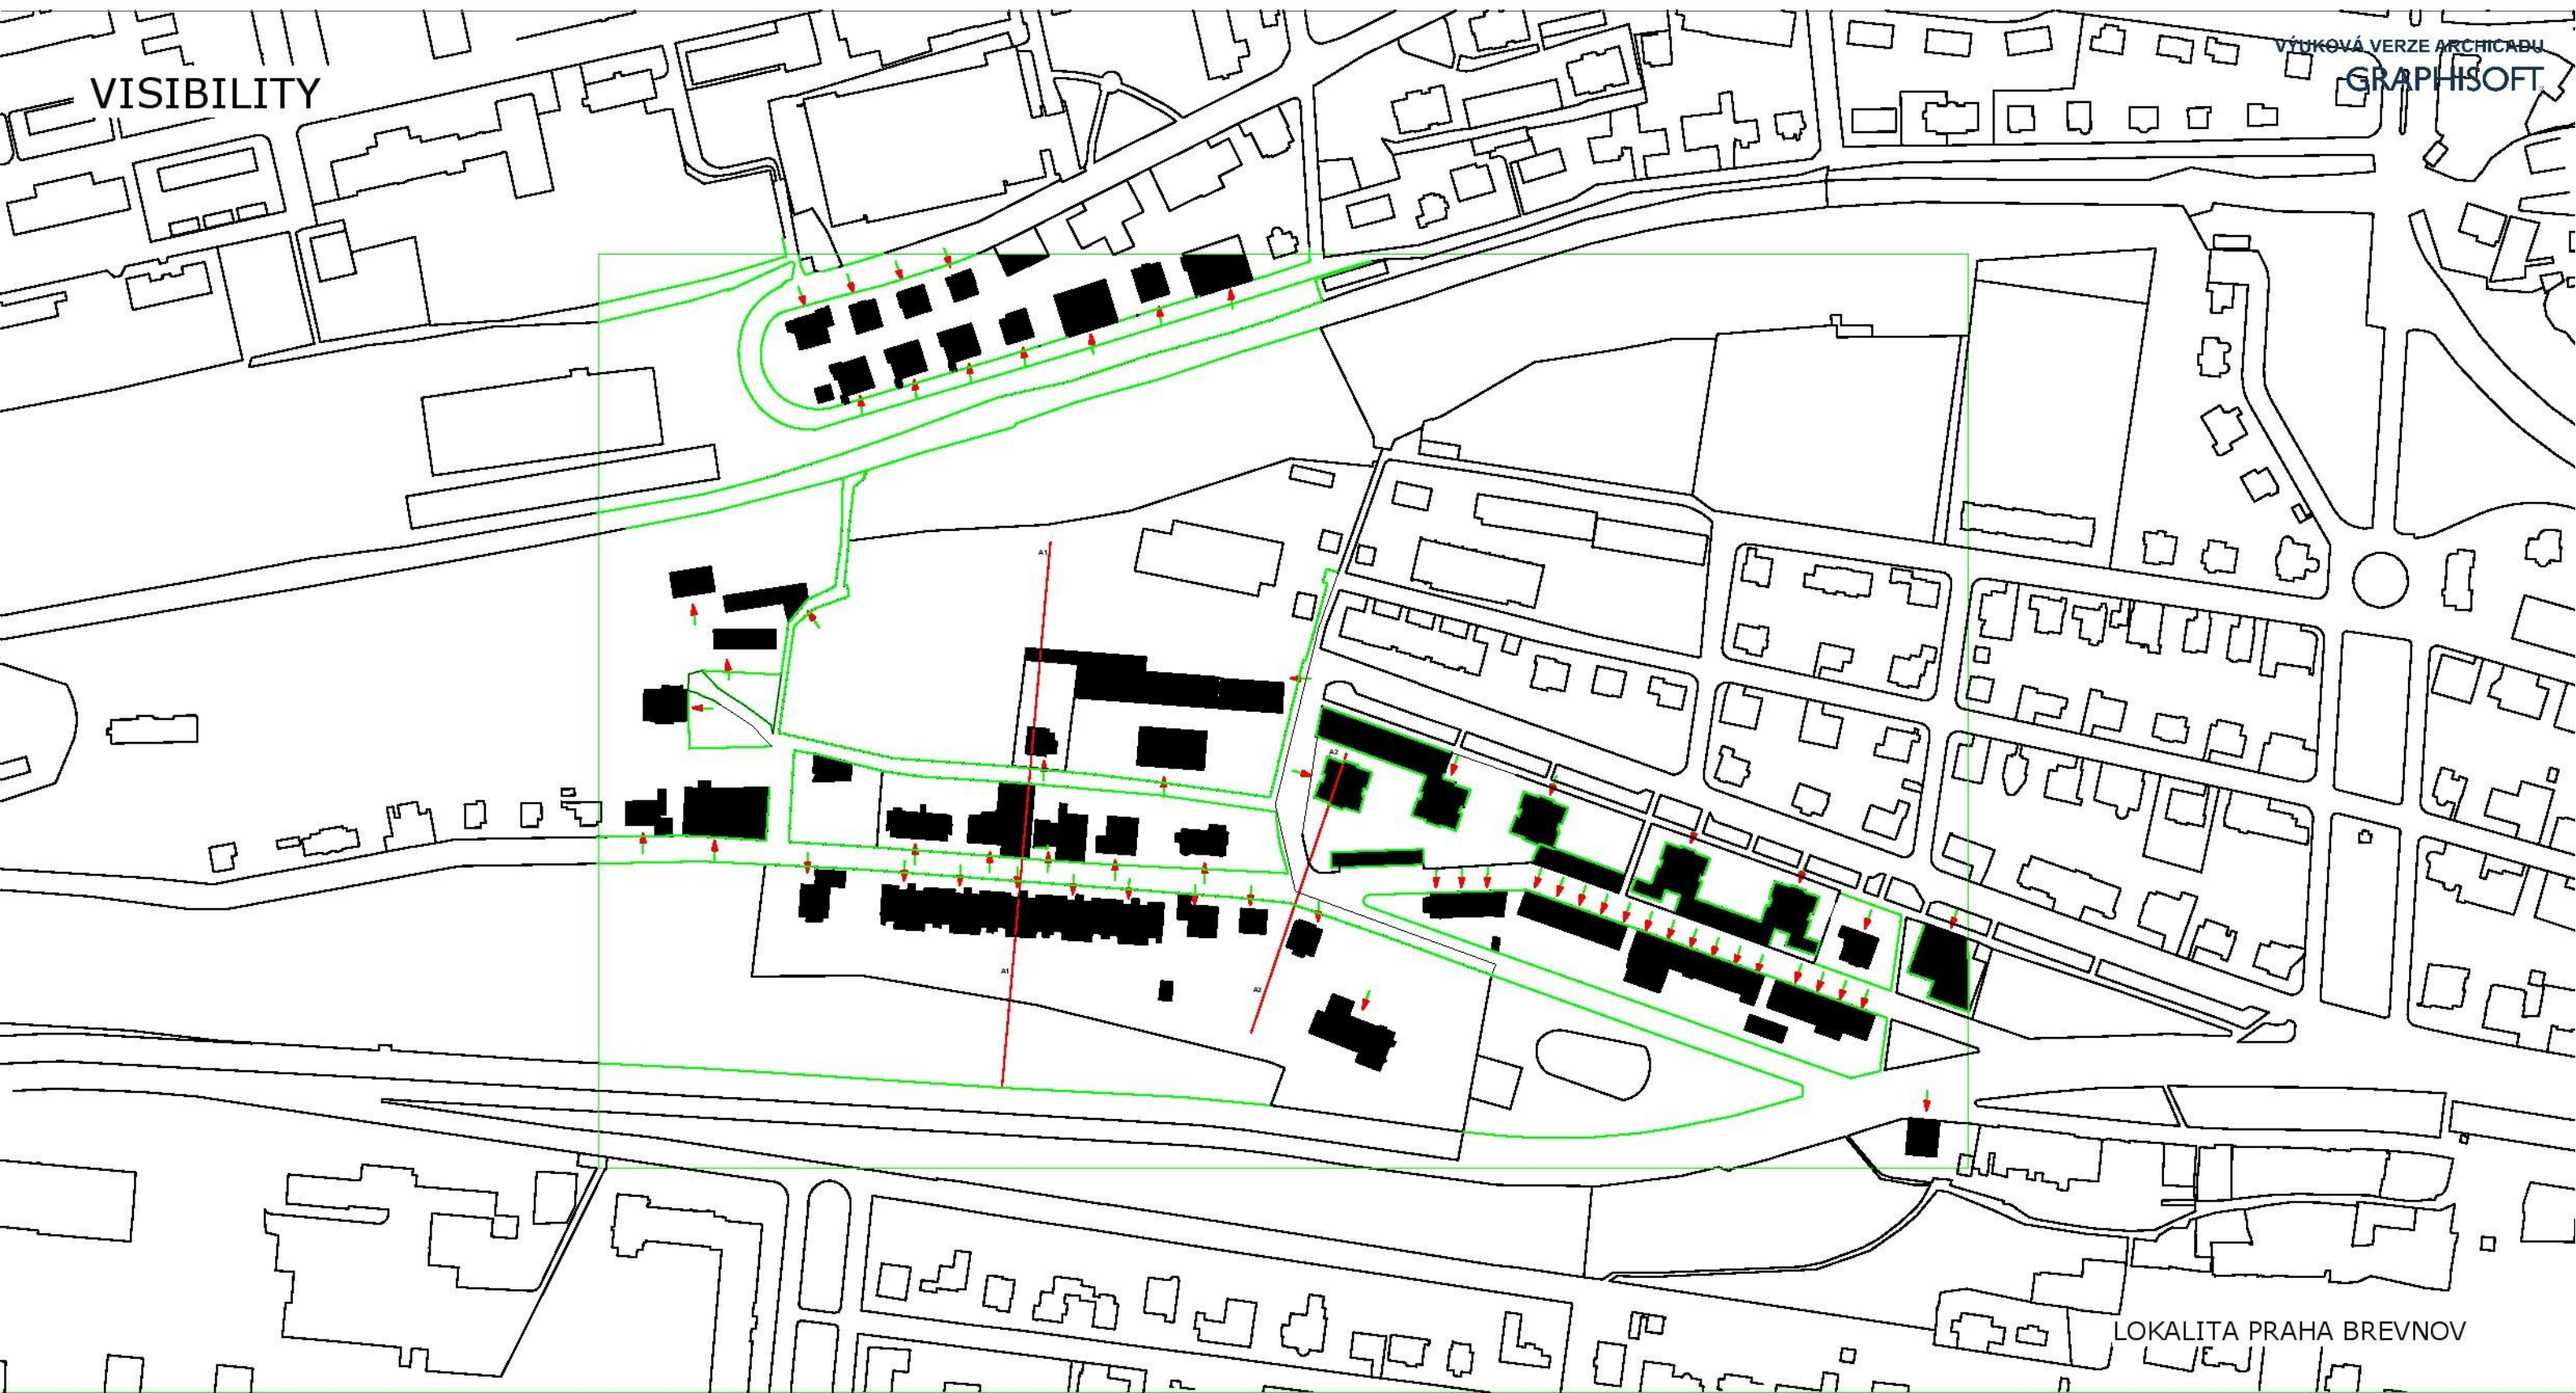 VÝUKOVÁ VERZE ARCHICADU
GRAPHISOFT
VISIBILITY
A1
A2
A1
A2
LOKALITA PRAHA BREVNOV